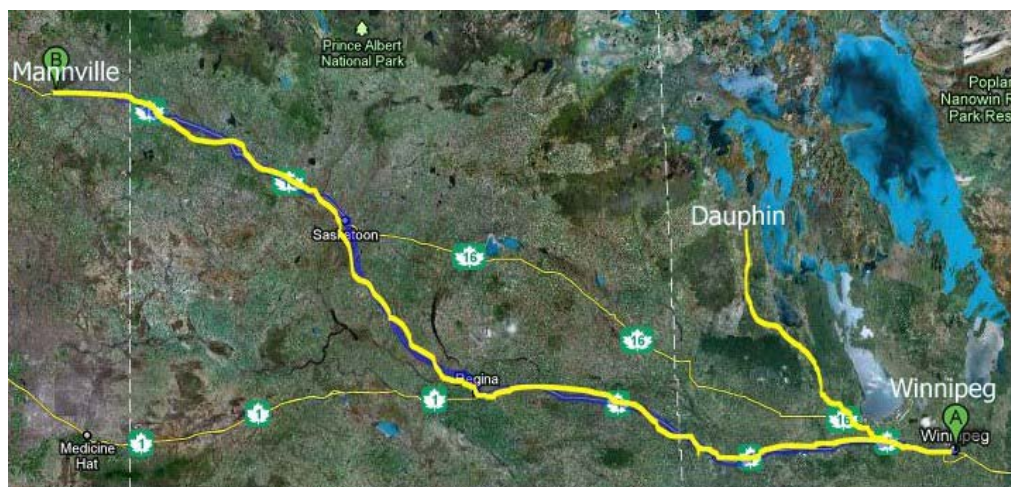 Prince Albert
National Park
B
Mannville
Poplar
Nanowin R
Park Res
16
Dauphin
Saskatoon
16
16
Regina
Winnipeg
1
1
1
16
A
Winnipeg
Medicine
Hat
1